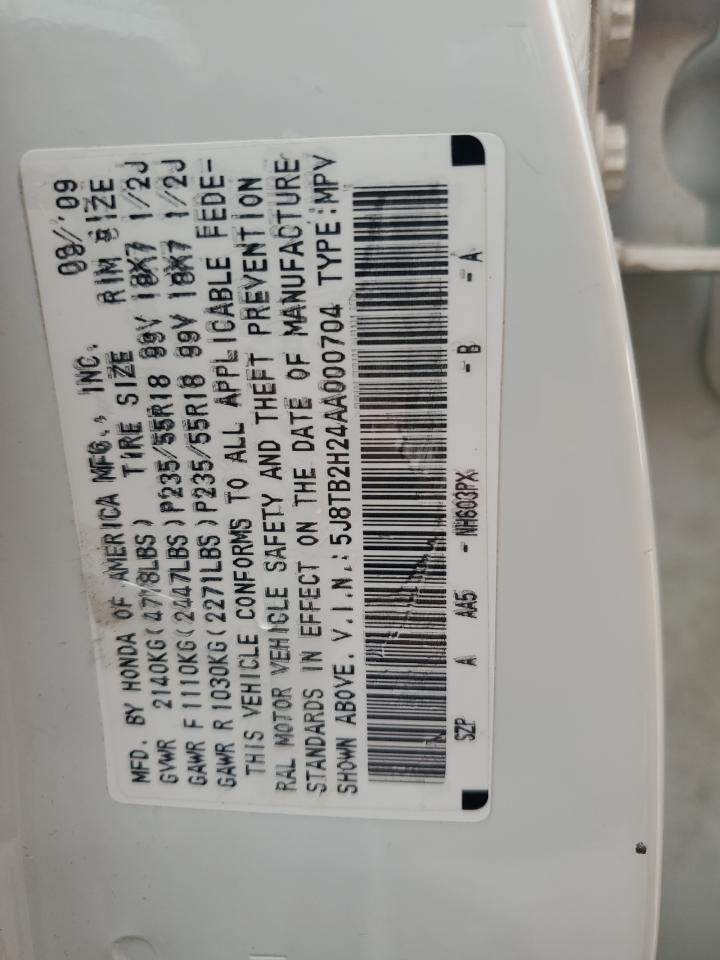 MFD. BY HONDA OF AMERICA MFG., INC. 09/'09
GVWR 2140KG(4718LBS) TIRE SIZE RIM SIZE
GAWR F 1110KG(2447LBS)P235/55R18 99V 18X7 1/2J
GAWR R 1030KG(2271LBS)P235/55R18 99V 18X7 1/2J
THIS VEHICLE CONFORMS TO ALL APPLICABLE FEDE-
RAL MOTOR VEHICLE SAFETY AND THEFT PREVENTION
STANDARDS IN EFFECT ON THE DATE OF MANUFACTURE
SHOWN ABOVE. V.I.N.: 5J8TB2H24AA000704 TYPE:MPV
SZP A AA5 - NH603PX - B - A